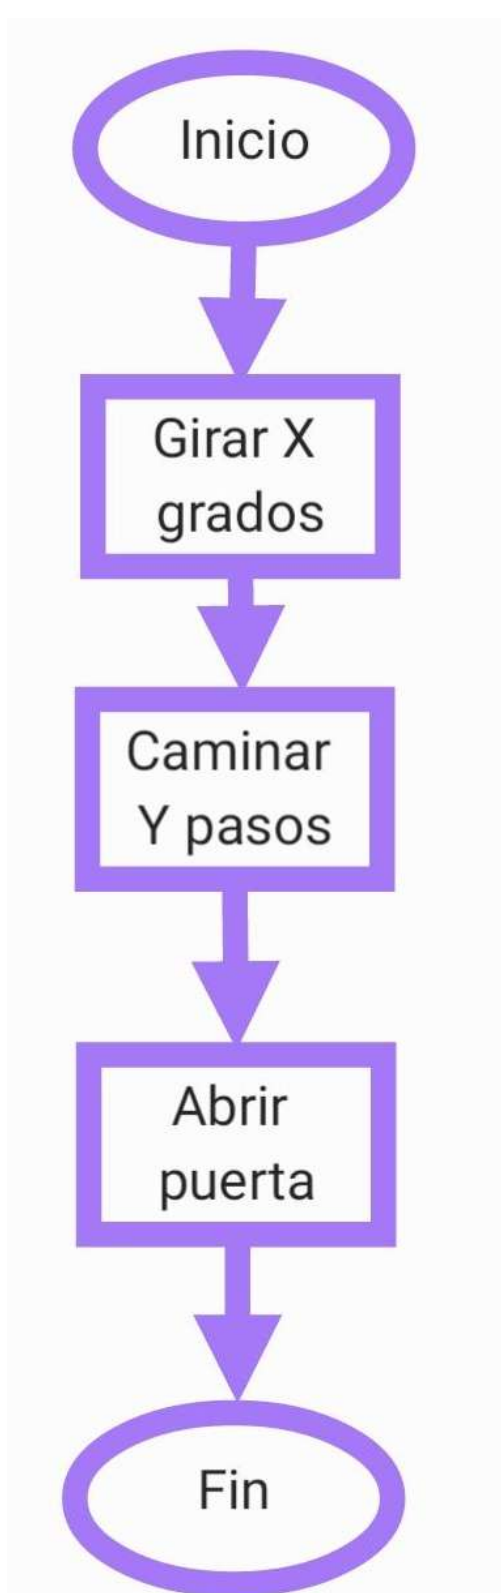 Inicio
Girar X
grados
Caminar
Y pasos
Abrir
puerta
Fin